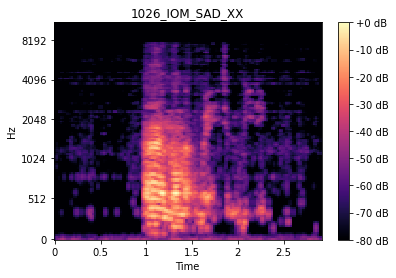 1026_IOM_SAD_XX
+0 dB
8192
-10 dB
4096
-20 dB
-30 dB
2048
Hz
-40 dB
1024
-50 dB
512
-60 dB
-70 dB
0
-80 dB
0 0.5 1 1.5 2 2.5
Time